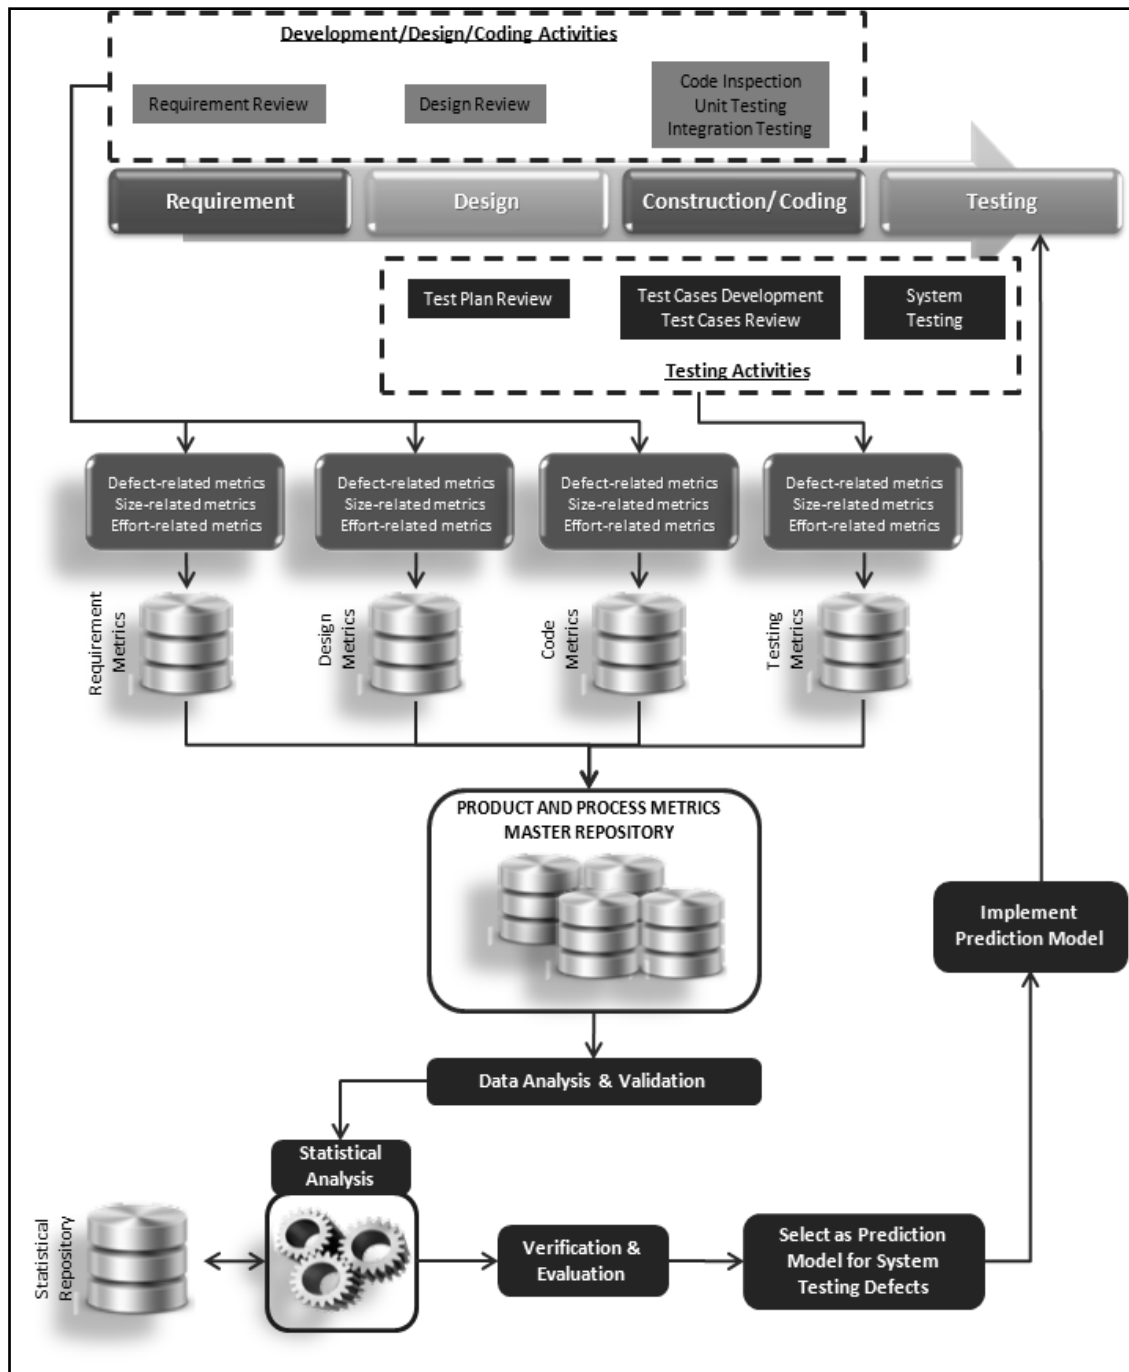 Development/Design/Coding Activities
Requirement Review
Design Review
Code Inspection
Unit Testing
Integration Testing
Requirement
Design
Construction/ Coding
Testing
Test Plan Review
Test Cases Development
Test Cases Review
System
Testing
Testing Activities
Defect-related metrics
Size-related metrics
Effort-related metrics
Defect-related metrics
Size-related metrics
Effort-related metrics
Defect-related metrics
Size-related metrics
Effort-related metrics
Defect-related metrics
Size-related metrics
Effort-related metrics
Requirement
Metrics
Design
Metrics
Code
Metrics
Testing
Metrics
PRODUCT AND PROCESS METRICS
MASTER REPOSITORY
Implement
Prediction Model
Data Analysis & Validation
Statistical
Analysis
Statistical
Repository
Verification &
Evaluation
Select as Prediction
Model for System
Testing Defects